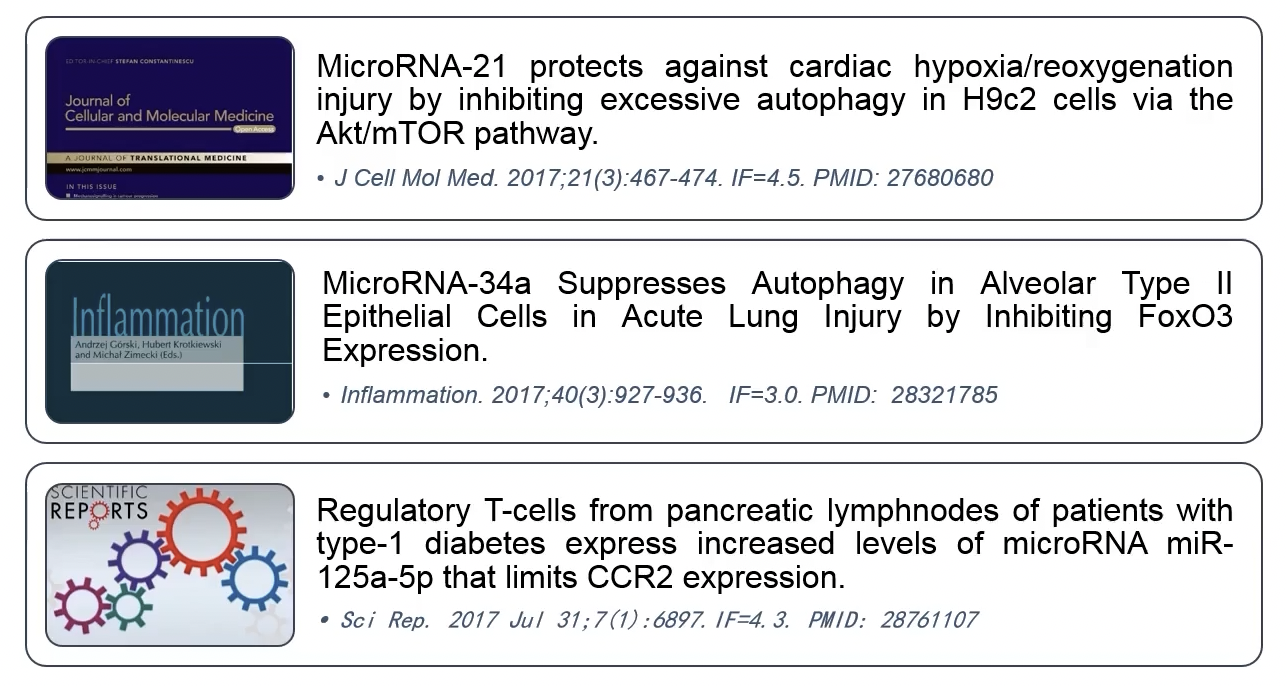 EDITOR-IN-CHIEF STEFAN CONSTANTINESCU
Journal of
Cellular and Molecular Medicine
Open Access
A JOURNAL OF TRANSLATIONAL MEDICINE
www.jcmmjournal.com
IN THIS ISSUE
MicroRNA-21 protects against cardiac hypoxia/reoxygenation
injury by inhibiting excessive autophagy in H9c2 cells via the
Akt/mTOR pathway.
• J Cell Mol Med. 2017;21(3):467-474. IF=4.5. PMID: 27680680
Inflammation
Andrzej Górski, Hubert Krotkiewski
and Michał Zimecki (Eds.)
MicroRNA-34a Suppresses Autophagy in Alveolar Type II
Epithelial Cells in Acute Lung Injury by Inhibiting FoxO3
Expression.
• Inflammation. 2017;40(3):927-936. IF=3.0. PMID: 28321785
SCIENTIFIC
REPORTS
Regulatory T-cells from pancreatic lymphnodes of patients with
type-1 diabetes express increased levels of microRNA miR-
125a-5p that limits CCR2 expression.
• Sci Rep. 2017 Jul 31;7(1):6897. IF=4.3. PMID: 28761107